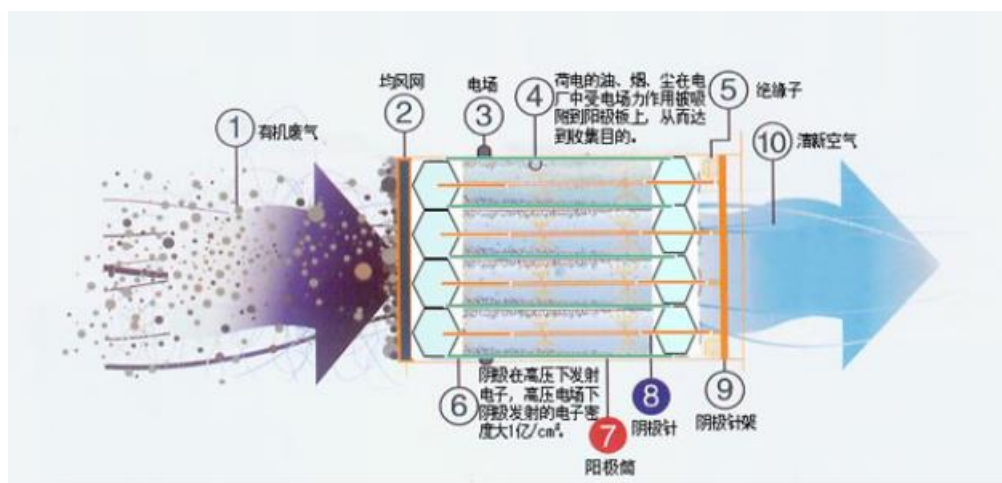 ① 有机废气
均风网
②
电场
③
④
荷电的油、烟、尘在电
厂中受电场力作用被吸
附到阳极板上，从而达
到收集目的。
⑤ 绝缘子
⑩ 清新空气
⑥
阴极在高压下发射
电子，高压电场下
阴极发射的电子密
度大1亿/cm²。
⑦
阳极筒
⑧
阴极针
⑨
阴极针架